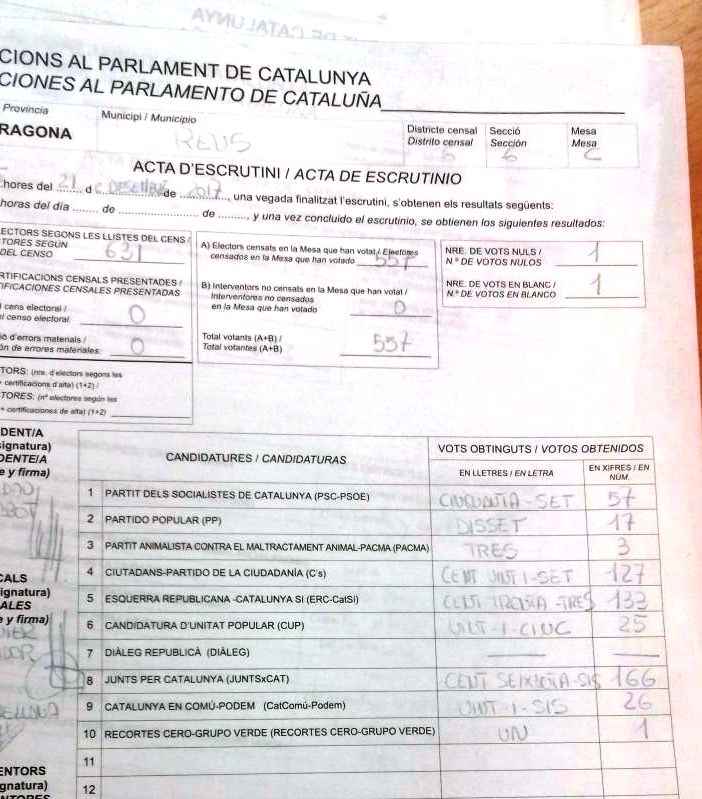 CIONS AL PARLAMENT DE CATALUNYA
CIONES AL PARLAMENTO DE CATALUÑA
Provincia
RAGONA
Municipi / Municipio
REUS
Districte censal
Distrito censal
6
Secció
Sección
6
Mesa
Mesa
C
ACTA D'ESCRUTINI / ACTA DE ESCRUTINIO
hores del 21 d de 2017, una vegada finalitzat l'escrutini, s'obtenen els resultats següents:
horas del día ........ de ...................... de ........, y una vez concluido el escrutinio, se obtienen los siguientes resultados:
ECTORS SEGONS LES LLISTES DEL CENS /
TORES SEGÚN
DEL CENSO 631
RTIFICACIONS CENSALS PRESENTADES /
IFICACIONES CENSALES PRESENTADAS
l cens electoral /
l censo electoral: 0
ió d'errors materials /
ón de errores materiales: 0
TORS: (nre. d'electors segons les
+ certificacions d'alta) (1+2) /
TORES: (nº electores según las
+ certificaciones de alta) (1+2)
A) Electors censats en la Mesa que han votat / Electores
censados en la Mesa que han votado 557
B) Interventors no censats en la Mesa que han votat /
Interventores no censados
en la Mesa que han votado 0
Total votants (A+B) /
Total votantes (A+B) 557
NRE. DE VOTS NULS /
N.º DE VOTOS NULOS 1
NRE. DE VOTS EN BLANC /
N.º DE VOTOS EN BLANCO 1
DENT/A
ignatura)
DENTE/A
e y firma)
CALS
ignatura)
ALES
e y firma)
ENTORS
gnatura)
CANDIDATURES / CANDIDATURAS
VOTS OBTINGUTS / VOTOS OBTENIDOS
EN LLETRES / EN LETRA
EN XIFRES / EN NÚM.
1 PARTIT DELS SOCIALISTES DE CATALUNYA (PSC-PSOE) CINQUANTA-SET 57
2 PARTIDO POPULAR (PP) DISSET 17
3 PARTIT ANIMALISTA CONTRA EL MALTRACTAMENT ANIMAL-PACMA (PACMA) TRES 3
4 CIUTADANS-PARTIDO DE LA CIUDADANÍA (C's) CENT VINT-I-SET 127
5 ESQUERRA REPUBLICANA -CATALUNYA SI (ERC-CatSí) CENT TRENTA-TRES 133
6 CANDIDATURA D'UNITAT POPULAR (CUP) VINT-I-CINC 25
7 DIÀLEG REPUBLICÀ (DIÀLEG)
8 JUNTS PER CATALUNYA (JUNTSxCAT) CENT SEIXANTA-SIS 166
9 CATALUNYA EN COMÚ-PODEM (CatComú-Podem) VINT-I-SIS 26
10 RECORTES CERO-GRUPO VERDE (RECORTES CERO-GRUPO VERDE) UN 1
11
12